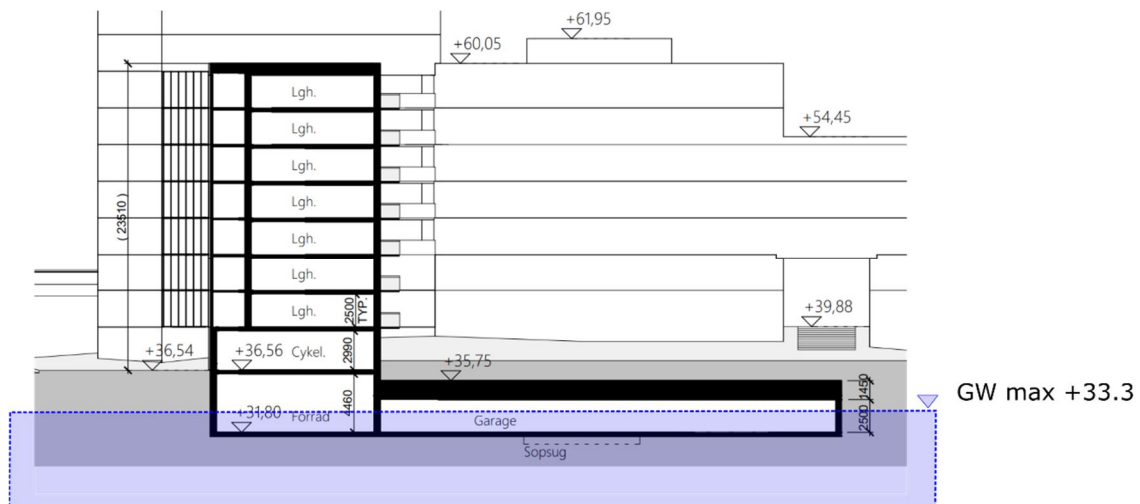 +61,95
+60,05
Lgh.
Lgh.
+54,45
Lgh.
Lgh.
( 23510 )
Lgh.
Lgh.
Lgh.
2500
TYP.
+39,88
+36,54
+36,56
Cykel.
2990
+35,75
1450
GW max +33.3
+31,80
Förråd
4460
Garage
2500
Sopsug